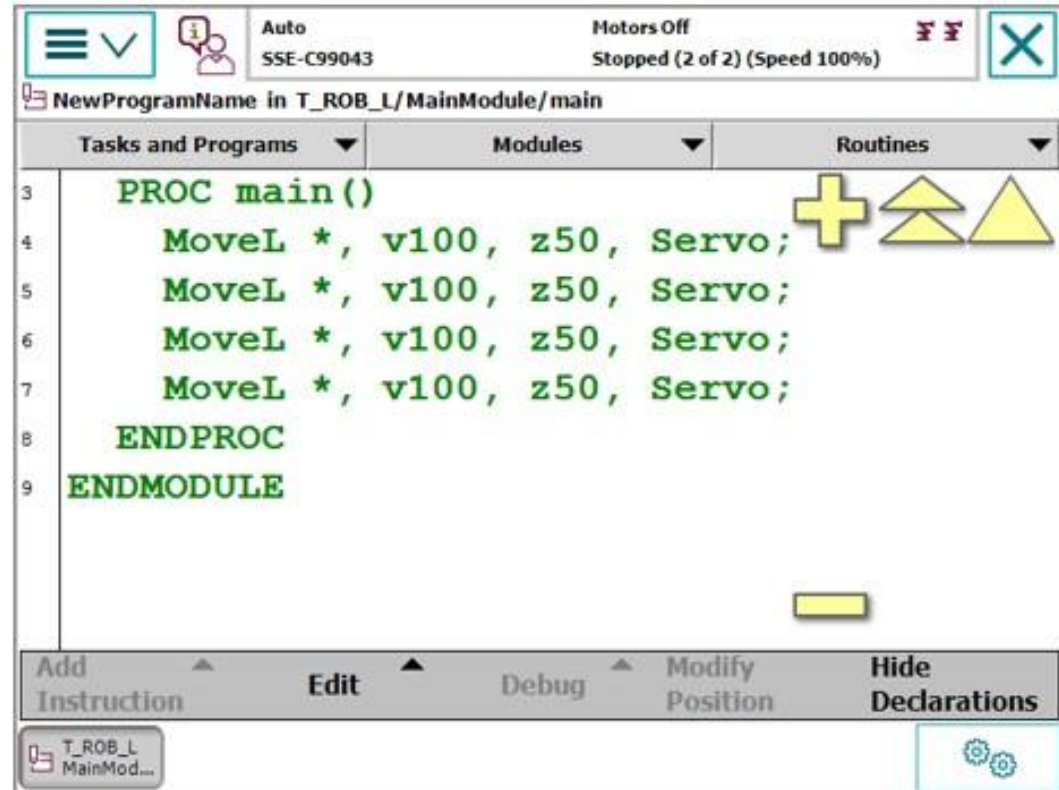 Auto Motors Off
SSE-C99043 Stopped (2 of 2) (Speed 100%)
NewProgramName in T_ROB_L/MainModule/main
Tasks and Programs Modules Routines
3 PROC main()
4 MoveL *, v100, z50, Servo;
5 MoveL *, v100, z50, Servo;
6 MoveL *, v100, z50, Servo;
7 MoveL *, v100, z50, Servo;
8 ENDPROC
9 ENDMODULE
Add Instruction Edit Debug Modify Position Hide Declarations
T_ROB_L
MainMod...